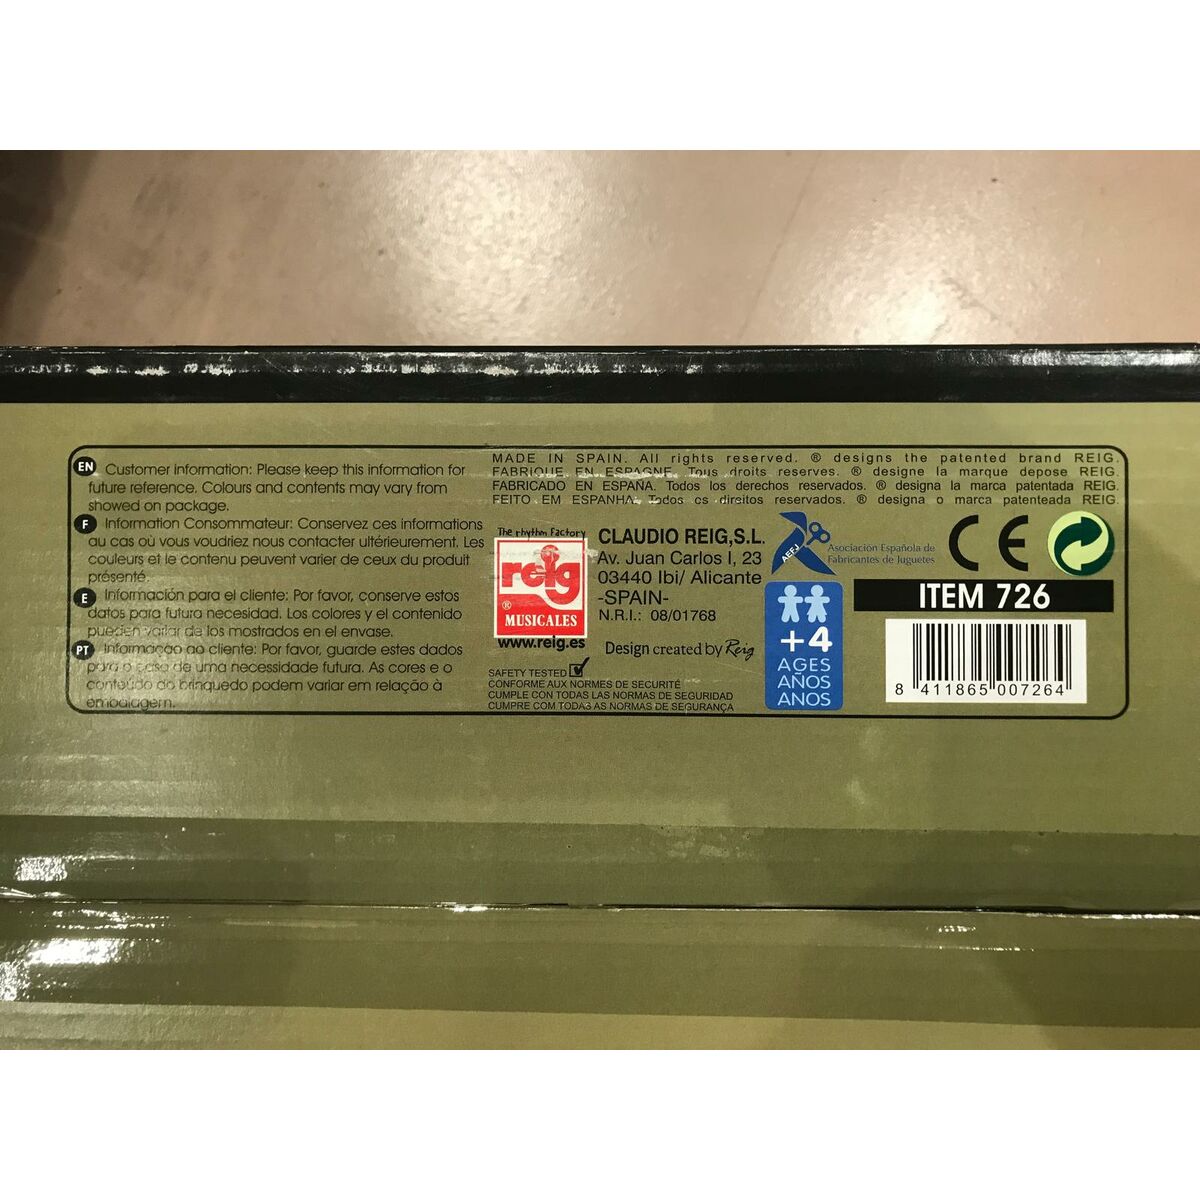 EN Customer information: Please keep this information for
future reference. Colours and contents may vary from
showed on package.
F Information Consommateur: Conservez ces informations
au cas où vous voudriez nous contacter ultérieurement. Les
couleurs et le contenu peuvent varier de ceux du produit
présenté.
E Información para el cliente: Por favor, conserve estos
datos para futura necesidad. Los colores y el contenido
pueden variar de los mostrados en el envase.
PT Informação ao cliente: Por favor, guarde estes dados
para o caso de uma necessidade futura. As cores e o
conteúdo do brinquedo podem variar em relação à
embalagem.
MADE IN SPAIN. All rights reserved. ® designs the patented brand REIG.
FABRIQUE EN ESPAGNE. Tous droits reserves. ® designe la marque depose REIG.
FABRICADO EN ESPAÑA. Todos los derechos reservados. ® designa la marca patentada REIG.
FEITO EM ESPANHA. Todos os direitos reservados. ® designa o marca patenteada REIG.
The rhythm Factory
reig
® MUSICALES
www.reig.es
CLAUDIO REIG,S.L.
Av. Juan Carlos I, 23
03440 Ibi/ Alicante
-SPAIN-
N.R.I.: 08/01768
Design created by Reig
SAFETY TESTED
CONFORME AUX NORMES DE SECURITÉ
CUMPLE CON TODAS LAS NORMAS DE SEGURIDAD
CUMPRE COM TODAS AS NORMAS DE SEGURANÇA
AEFJ
Asociación Española de
Fabricantes de Juguetes
+4
AGES
AÑOS
ANOS
CE
ITEM 726
8 411865 007264